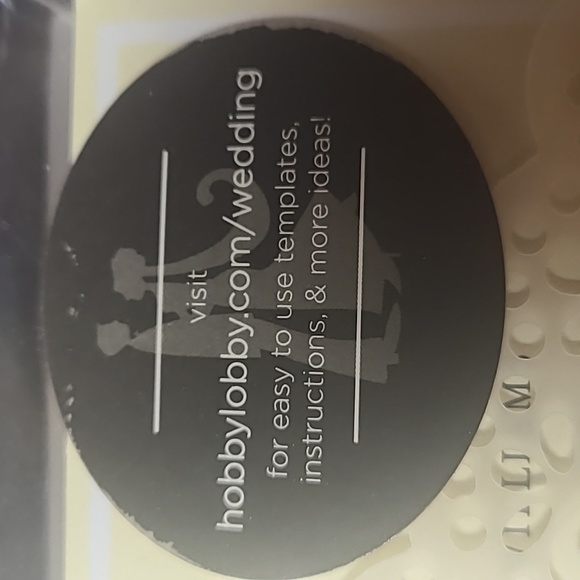 visit
hobbylobby.com/wedding
for easy to use templates,
instructions, & more ideas!